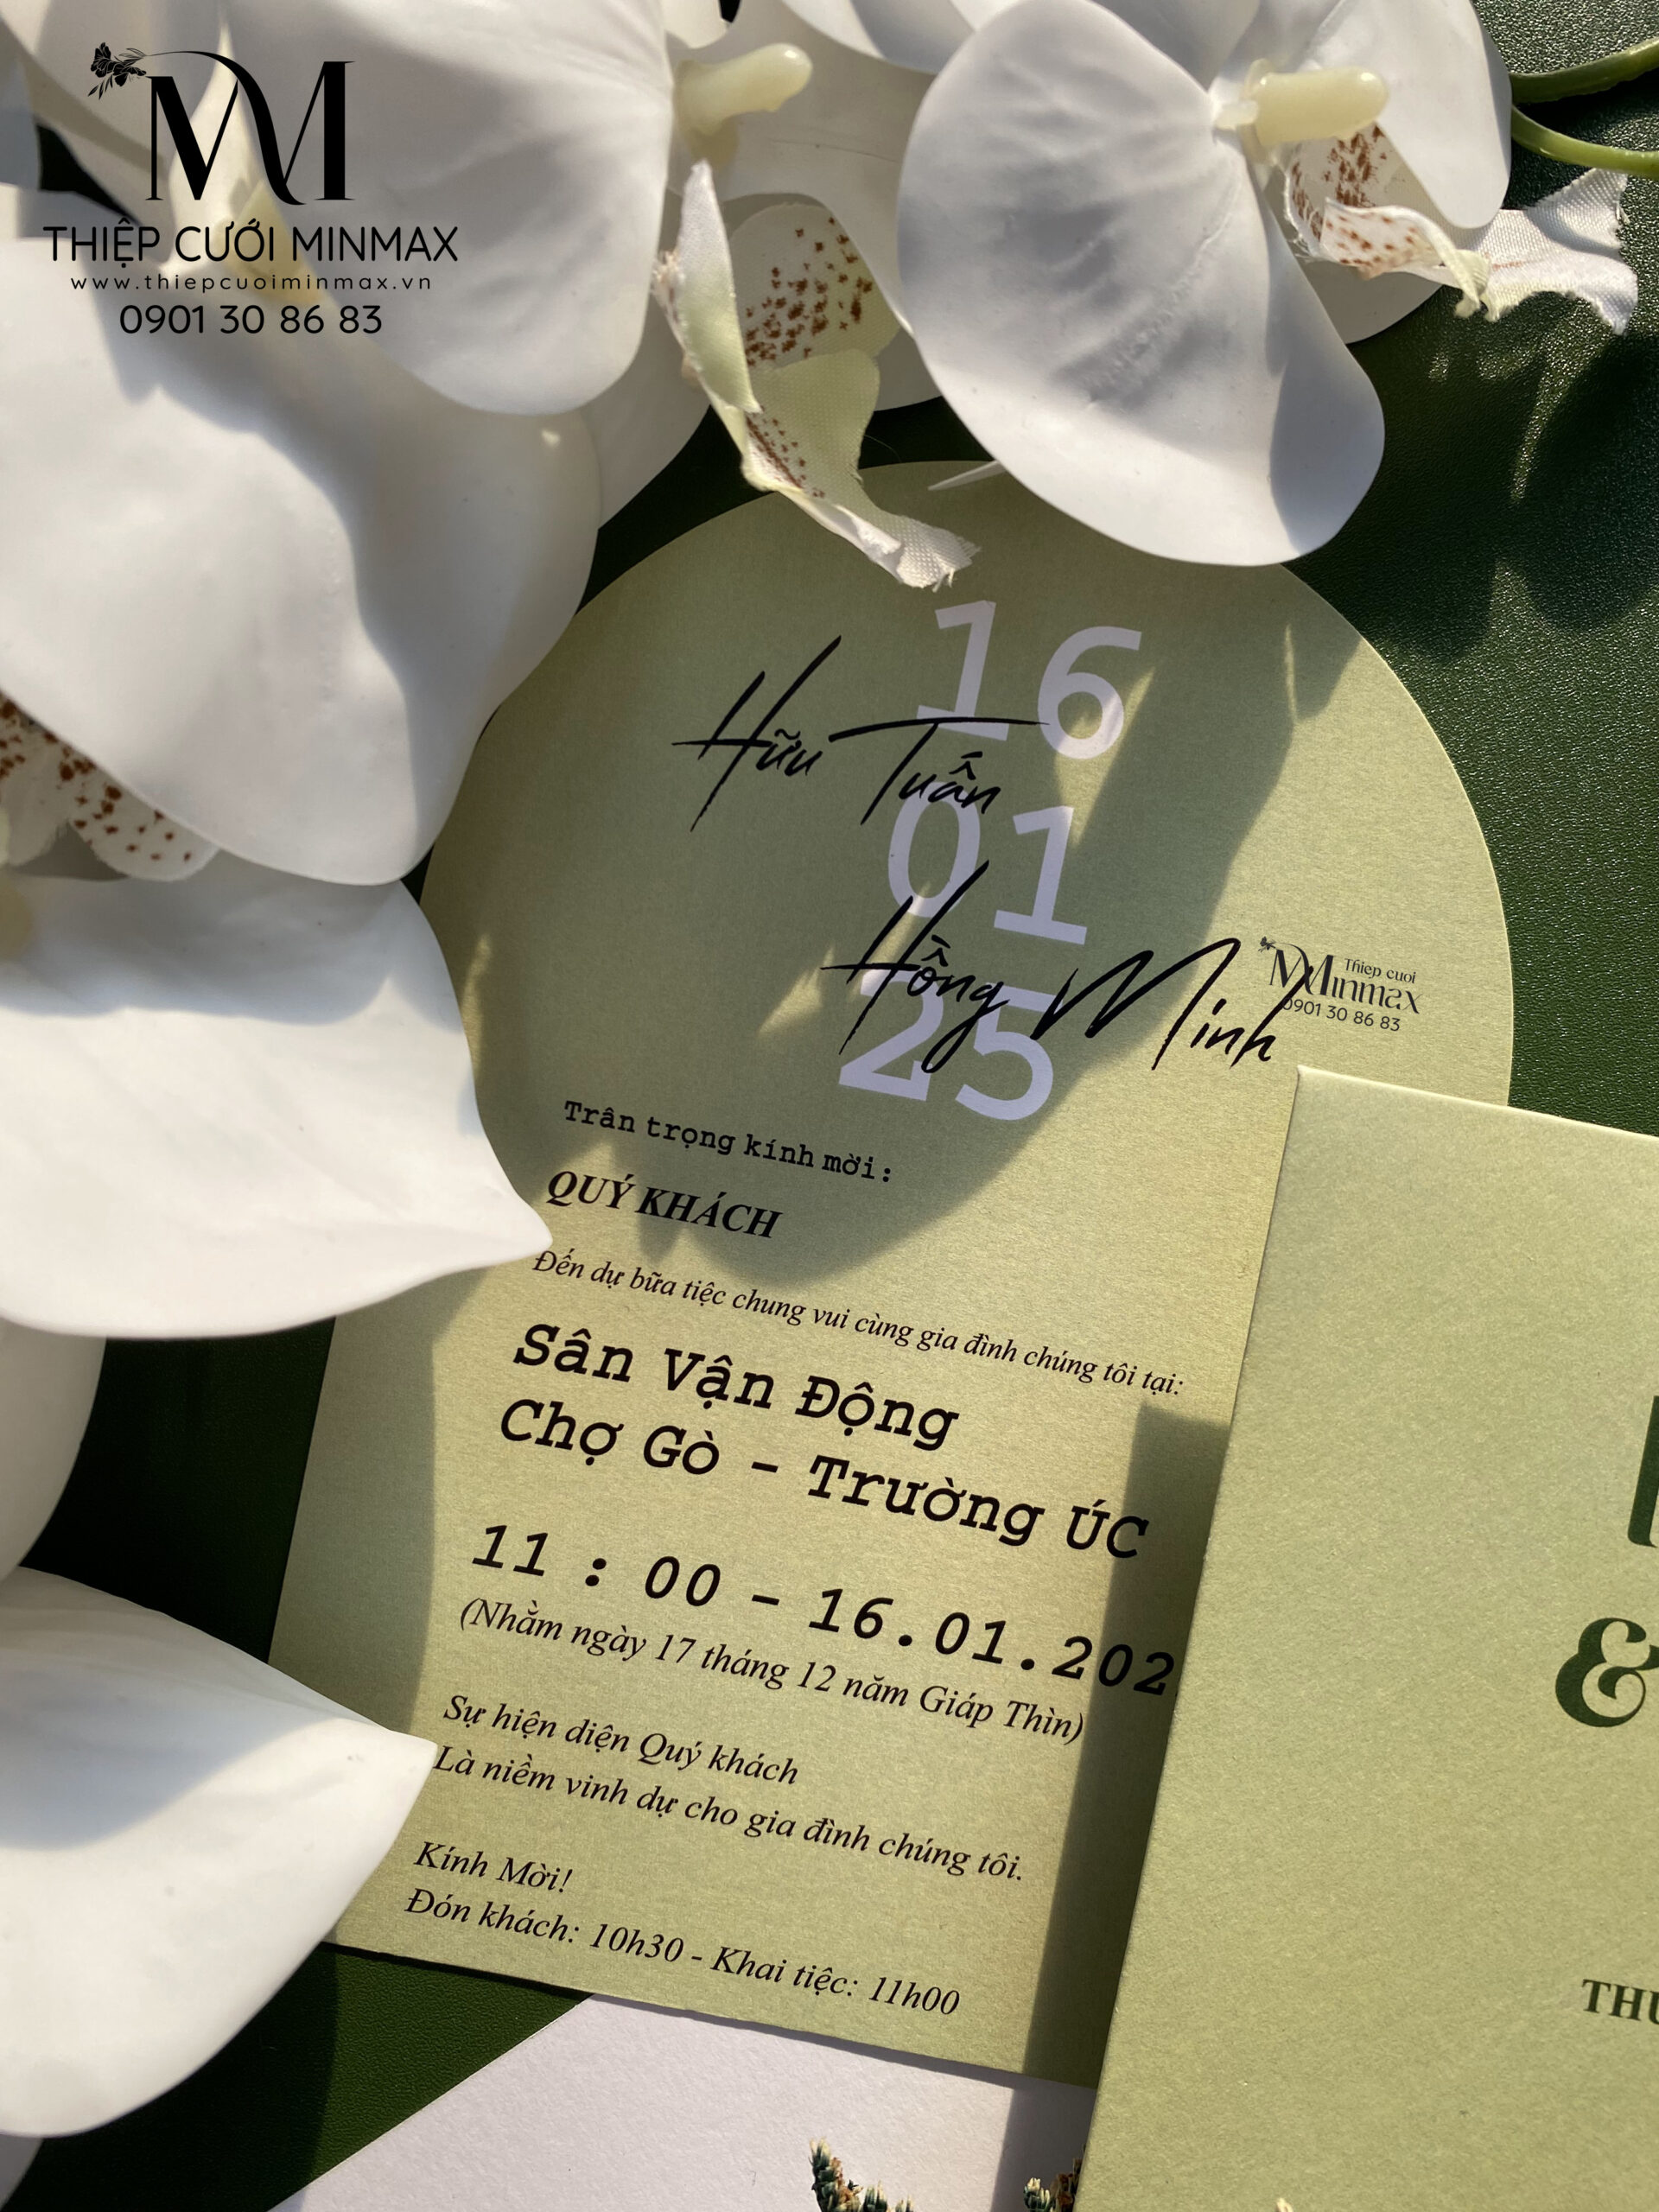 THIỆP CƯỚI MINMAX
www.thiepcuoiminmax.vn
0901 30 86 83
16
01
25
Hữu Tuấn
Hồng Minh
Thiep cuoi
Minmax
0901 30 86 83
Trân trọng kính mời:
QUÝ KHÁCH
Đến dự bữa tiệc chung vui cùng gia đình chúng tôi tại:
Sân Vận Động
Chợ Gò - Trường ÚC
11 : 00 - 16.01.202
(Nhằm ngày 17 tháng 12 năm Giáp Thìn)
Sự hiện diện Quý khách
Là niềm vinh dự cho gia đình chúng tôi.
Kính Mời!
Đón khách: 10h30 - Khai tiệc: 11h00
&